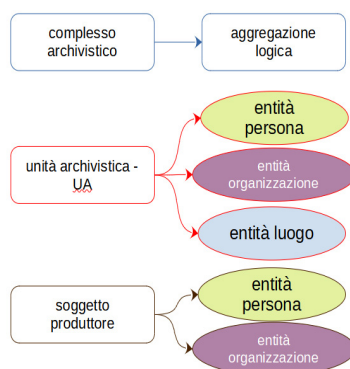 complesso
archivistico
aggregazione
logica
entità
persona
unità archivistica -
UA
entità
organizzazione
entità luogo
soggetto
produttore
entità
persona
entità
organizzazione